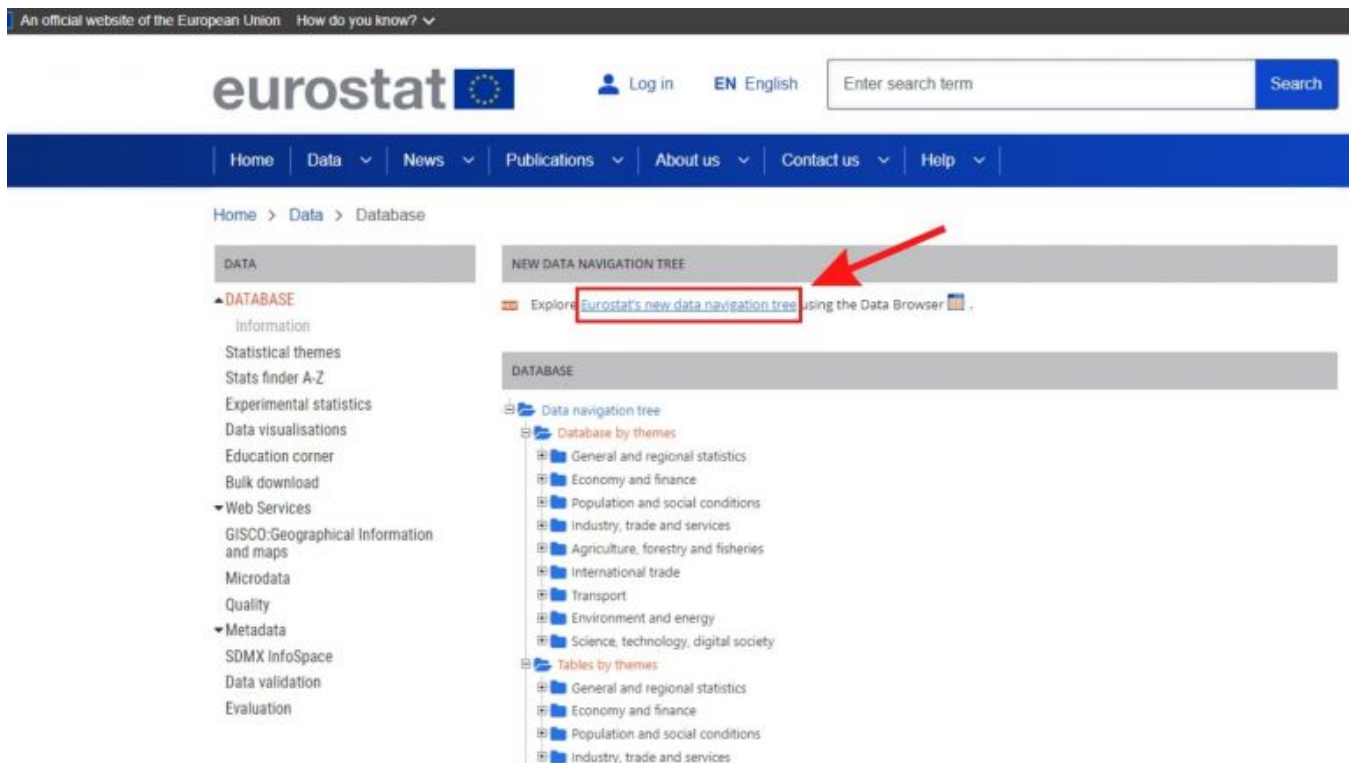 An official website of the European Union How do you know?
eurostat
Log in EN English Enter search term Search
Home Data News Publications About us Contact us Help
Home > Data > Database
DATA
DATABASE
Information
Statistical themes
Stats finder A-Z
Experimental statistics
Data visualisations
Education corner
Bulk download
Web Services
GISCO:Geographical Information
and maps
Microdata
Quality
Metadata
SDMX InfoSpace
Data validation
Evaluation
NEW DATA NAVIGATION TREE
Explore Eurostat's new data navigation tree using the Data Browser .
DATABASE
Data navigation tree
Database by themes
General and regional statistics
Economy and finance
Population and social conditions
Industry, trade and services
Agriculture, forestry and fisheries
International trade
Transport
Environment and energy
Science, technology, digital society
Tables by themes
General and regional statistics
Economy and finance
Population and social conditions
Industry, trade and services